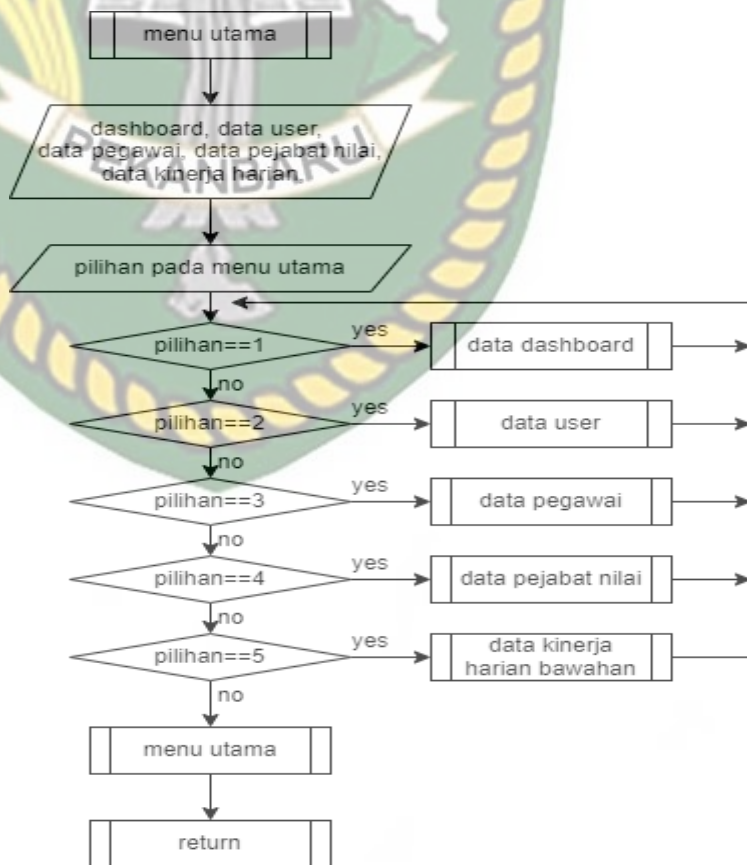 menu utama
dashboard, data user,
data pegawai, data pejabat nilai,
data kinerja harian.
PEKANBARU
pilihan pada menu utama
pilihan==1
yes
data dashboard
no
pilihan==2
yes
data user
no
pilihan==3
yes
data pegawai
no
pilihan==4
yes
data pejabat nilai
no
pilihan==5
yes
data kinerja
harian bawahan
no
menu utama
return